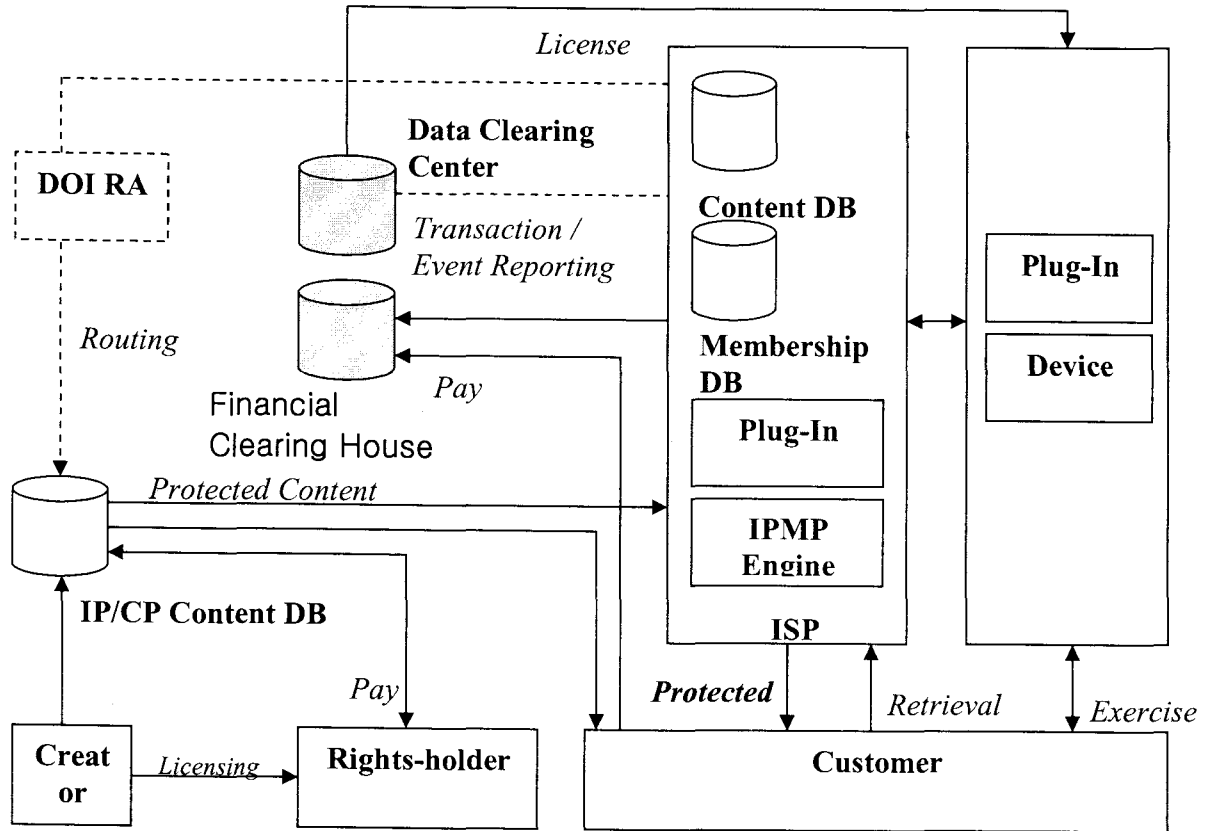 License
Data Clearing
Center
DOI RA
Content DB
Transaction /
Event Reporting
Plug-In
Routing
Membership
DB
Device
Pay
Financial
Clearing House
Plug-In
Protected Content
IPMP
Engine
IP/CP Content DB
ISP
Pay
Protected
Retrieval
Exercise
Creat
or
Licensing
Rights-holder
Customer